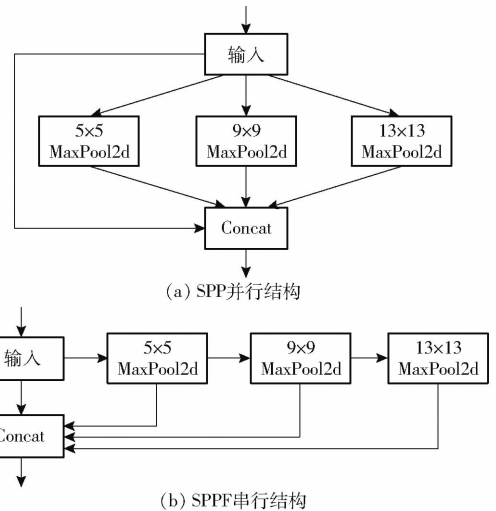 输入
5×5
MaxPool2d
9×9
MaxPool2d
13×13
MaxPool2d
Concat
(a) SPP并行结构
输入
5×5
MaxPool2d
9×9
MaxPool2d
13×13
MaxPool2d
Concat
(b) SPPF串行结构